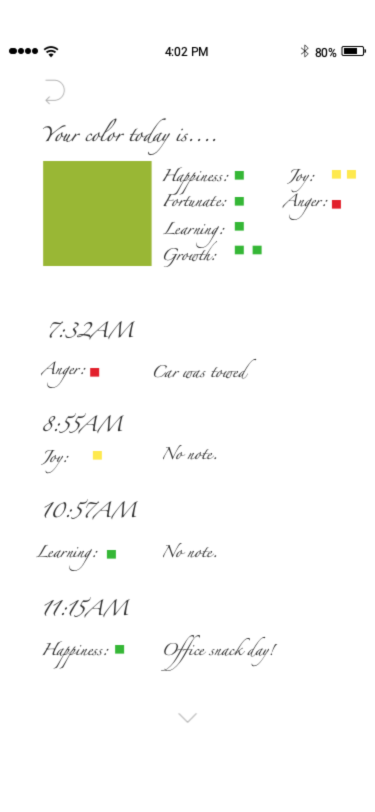 4:02 PM 80%
Your color today is....
Happiness: Joy:
Fortunate: Anger:
Learning:
Growth:
7:32AM
Anger: Car was towed
8:55AM
Joy: No note.
10:57AM
Learning: No note.
11:15AM
Happiness: Office snack day!